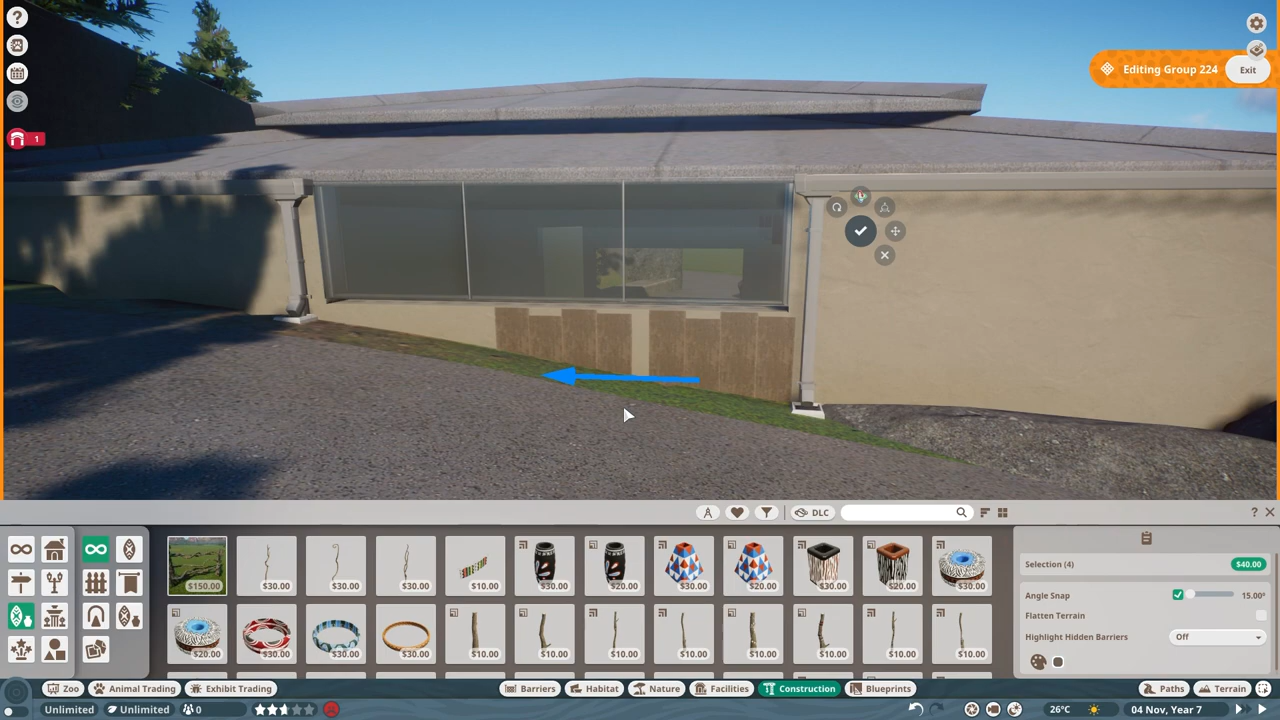 ?
Editing Group 224
Exit
1
DLC
? ×
$150.00
$30.00
$30.00
$30.00
$10.00
$30.00
$20.00
$30.00
$20.00
$30.00
$20.00
$30.00
$20.00
$30.00
$30.00
$30.00
$10.00
$10.00
$10.00
$10.00
$10.00
$10.00
$10.00
$10.00
Selection (4)
$40.00
Angle Snap
15.00°
Flatten Terrain
Highlight Hidden Barriers
Off
Zoo
Animal Trading
Exhibit Trading
Barriers
Habitat
Nature
Facilities
Construction
Blueprints
Paths
Terrain
Unlimited
Unlimited
0
26°C
04 Nov, Year 7